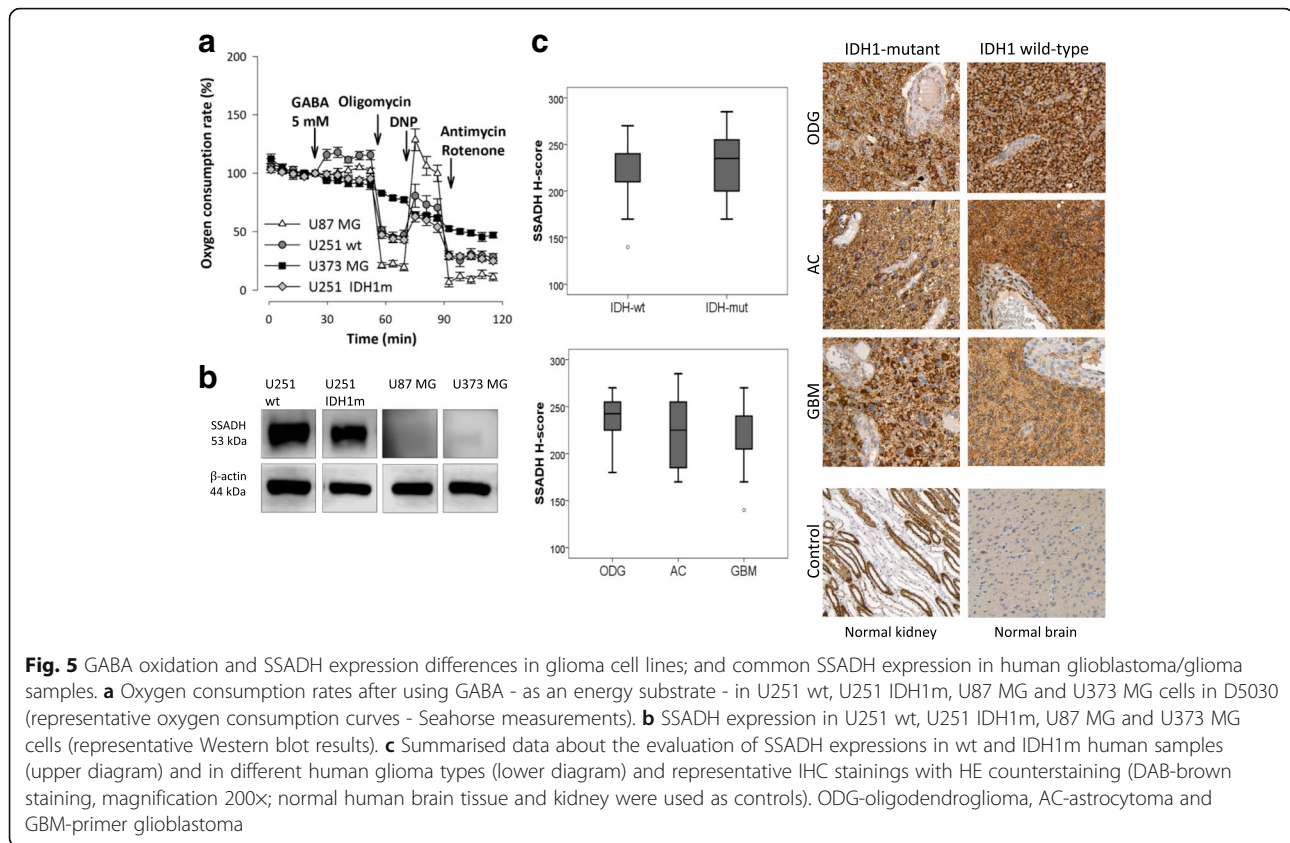 a
Oxygen consumption rate (%)
200
150
100
50
0
GABA
5 mM
Oligomycin
DNP
Antimycin
Rotenone
U87 MG
U251 wt
U373 MG
U251 IDH1m
0 30 60 90 120
Time (min)
b
U251
wt
U251
IDH1m
U87 MG
U373 MG
SSADH
53 kDa
β-actin
44 kDa
c
SSADH H-score
300
250
200
150
100
IDH-wt IDH-mut
SSADH H-score
300
250
200
150
100
ODG AC GBM
IDH1-mutant IDH1 wild-type
ODG
AC
GBM
Control
Normal kidney Normal brain
Fig. 5 GABA oxidation and SSADH expression differences in glioma cell lines; and common SSADH expression in human glioblastoma/glioma
samples. a Oxygen consumption rates after using GABA - as an energy substrate - in U251 wt, U251 IDH1m, U87 MG and U373 MG cells in D5030
(representative oxygen consumption curves - Seahorse measurements). b SSADH expression in U251 wt, U251 IDH1m, U87 MG and U373 MG
cells (representative Western blot results). c Summarised data about the evaluation of SSADH expressions in wt and IDH1m human samples
(upper diagram) and in different human glioma types (lower diagram) and representative IHC stainings with HE counterstaining (DAB-brown
staining, magnification 200×; normal human brain tissue and kidney were used as controls). ODG-oligodendroglioma, AC-astrocytoma and
GBM-primer glioblastoma